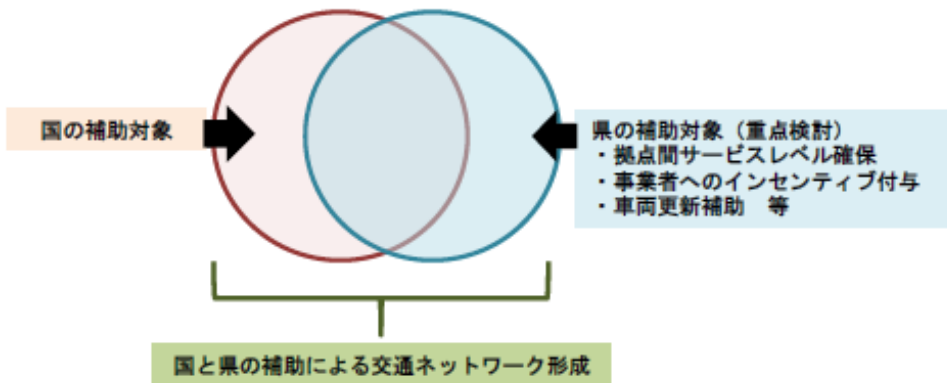 国の補助対象
県の補助対象（重点検討）
・拠点間サービスレベル確保
・事業者へのインセンティブ付与
・車両更新補助　等
国と県の補助による交通ネットワーク形成